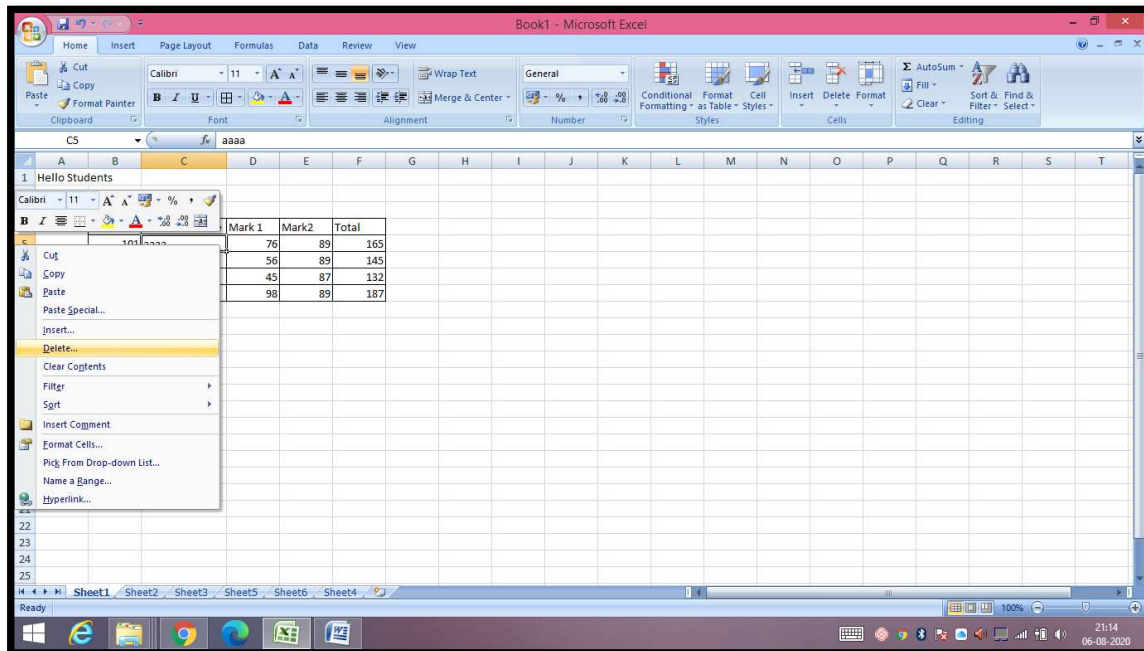 Book1 - Microsoft Excel
Home Insert Page Layout Formulas Data Review View
Paste
Cut
Copy
Format Painter
Clipboard
Calibri 11 A A
B I U A
Font
Wrap Text
Merge & Center
Alignment
General
% , .00 .0
Number
Conditional Formatting
Format as Table
Cell Styles
Styles
Insert Delete Format
Cells
Σ AutoSum
Fill
Clear
Sort & Filter
Find & Select
Editing
C5 fx aaaa
A B C D E F G H I J K L M N O P Q R S T
1 Hello Students
Calibri 11 A A % ,
B I A
Mark 1 Mark2 Total
101 aaaa 76 89 165
56 89 145
45 87 132
98 89 187
Cut
Copy
Paste
Paste Special...
Insert...
Delete...
Clear Contents
Filter
Sort
Insert Comment
Format Cells...
Pick From Drop-down List...
Name a Range...
Hyperlink...
22
23
24
25
Sheet1 Sheet2 Sheet3 Sheet5 Sheet6 Sheet4
Ready 100%
21:14
06-08-2020